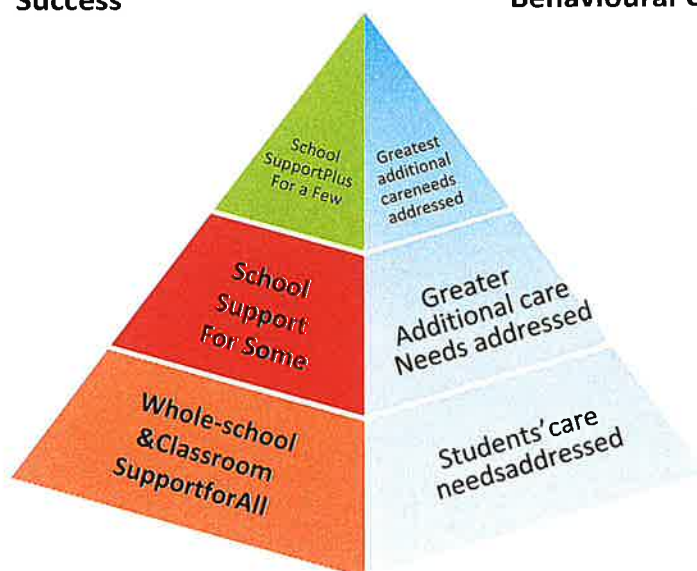 Success
Behavioural
School
SupportPlus
For a Few
Greatest
additional
careneeds
addressed
School
Support
For Some
Greater
Additional care
Needs addressed
Whole-school
&Classroom
SupportforAll
Students' care
needsaddressed